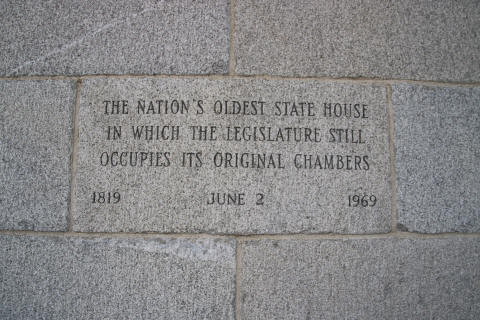 THE NATION'S OLDEST STATE HOUSE
IN WHICH THE LEGISLATURE STILL
OCCUPIES ITS ORIGINAL CHAMBERS
1819 JUNE 2 1969